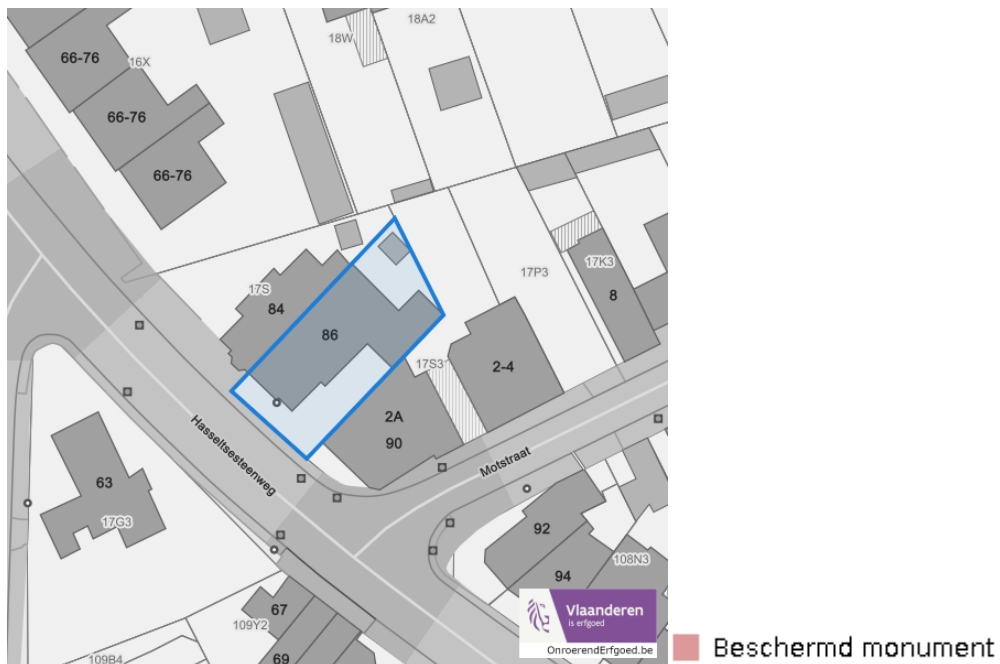 18A2
18W
66-76
16X
66-76
66-76
17P3
17K3
17S
8
84
86
17S3
2-4
2A
90
Hasseltsesteenweg
Motstraat
63
17G3
92
108N3
94
67
109Y2
69
109B4
Vlaanderen
is erfgoed
OnroerendErfgoed.be
Beschermd monument